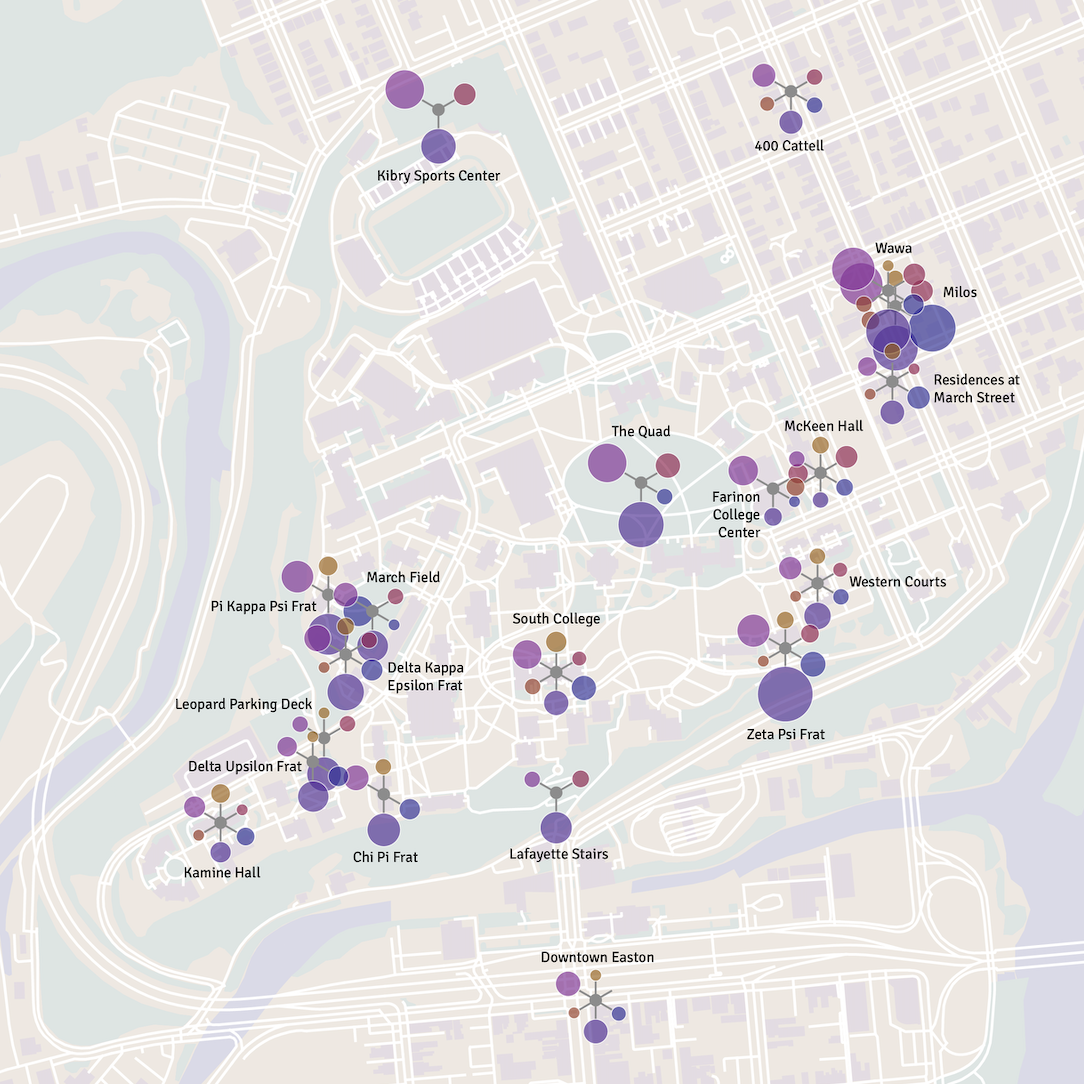 400 Cattell
Kibry Sports Center
Wawa
Milos
Residences at
March Street
McKeen Hall
The Quad
Farinon
College
Center
March Field
Western Courts
Pi Kappa Psi Frat
South College
Delta Kappa
Epsilon Frat
Leopard Parking Deck
Zeta Psi Frat
Delta Upsilon Frat
Lafayette Stairs
Chi Pi Frat
Kamine Hall
Downtown Easton